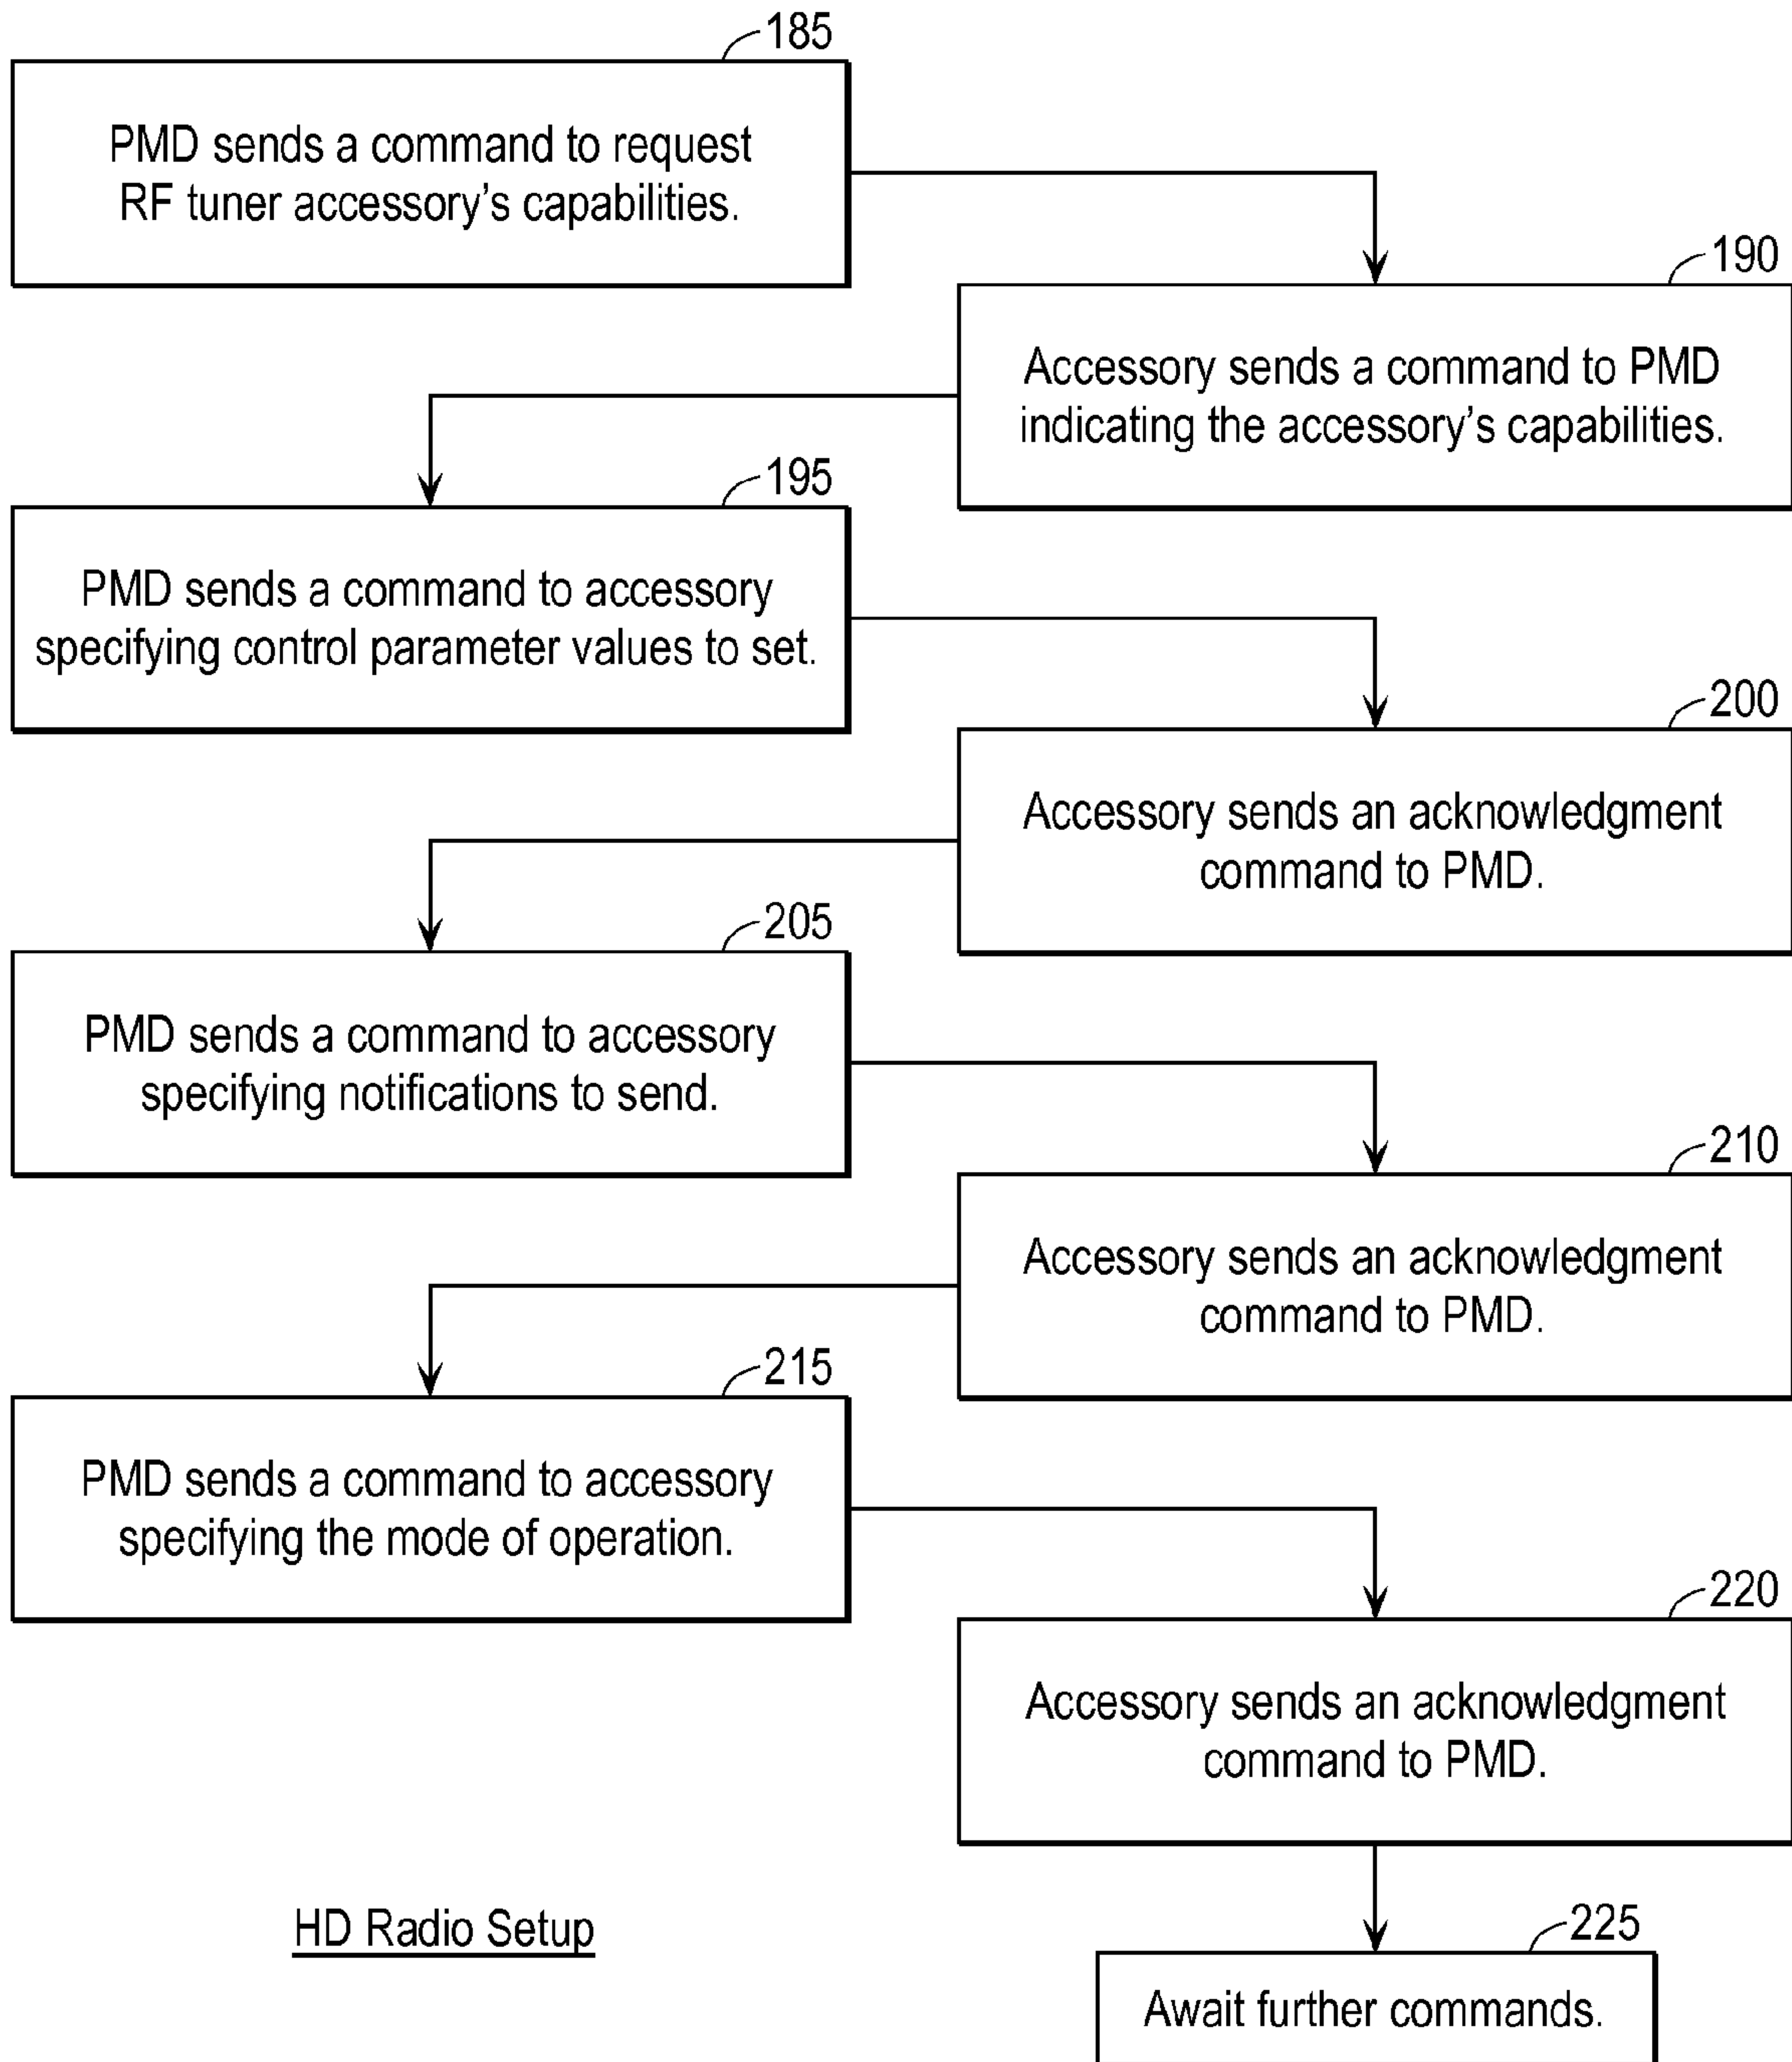 185
PMD sends a command to request
RF tuner accessory's capabilities.
190
Accessory sends a command to PMD
indicating the accessory's capabilities.
195
PMD sends a command to accessory
specifying control parameter values to set.
200
Accessory sends an acknowledgment
command to PMD.
205
PMD sends a command to accessory
specifying notifications to send.
210
Accessory sends an acknowledgment
command to PMD.
215
PMD sends a command to accessory
specifying the mode of operation.
220
Accessory sends an acknowledgment
command to PMD.
HD Radio Setup
225
Await further commands.